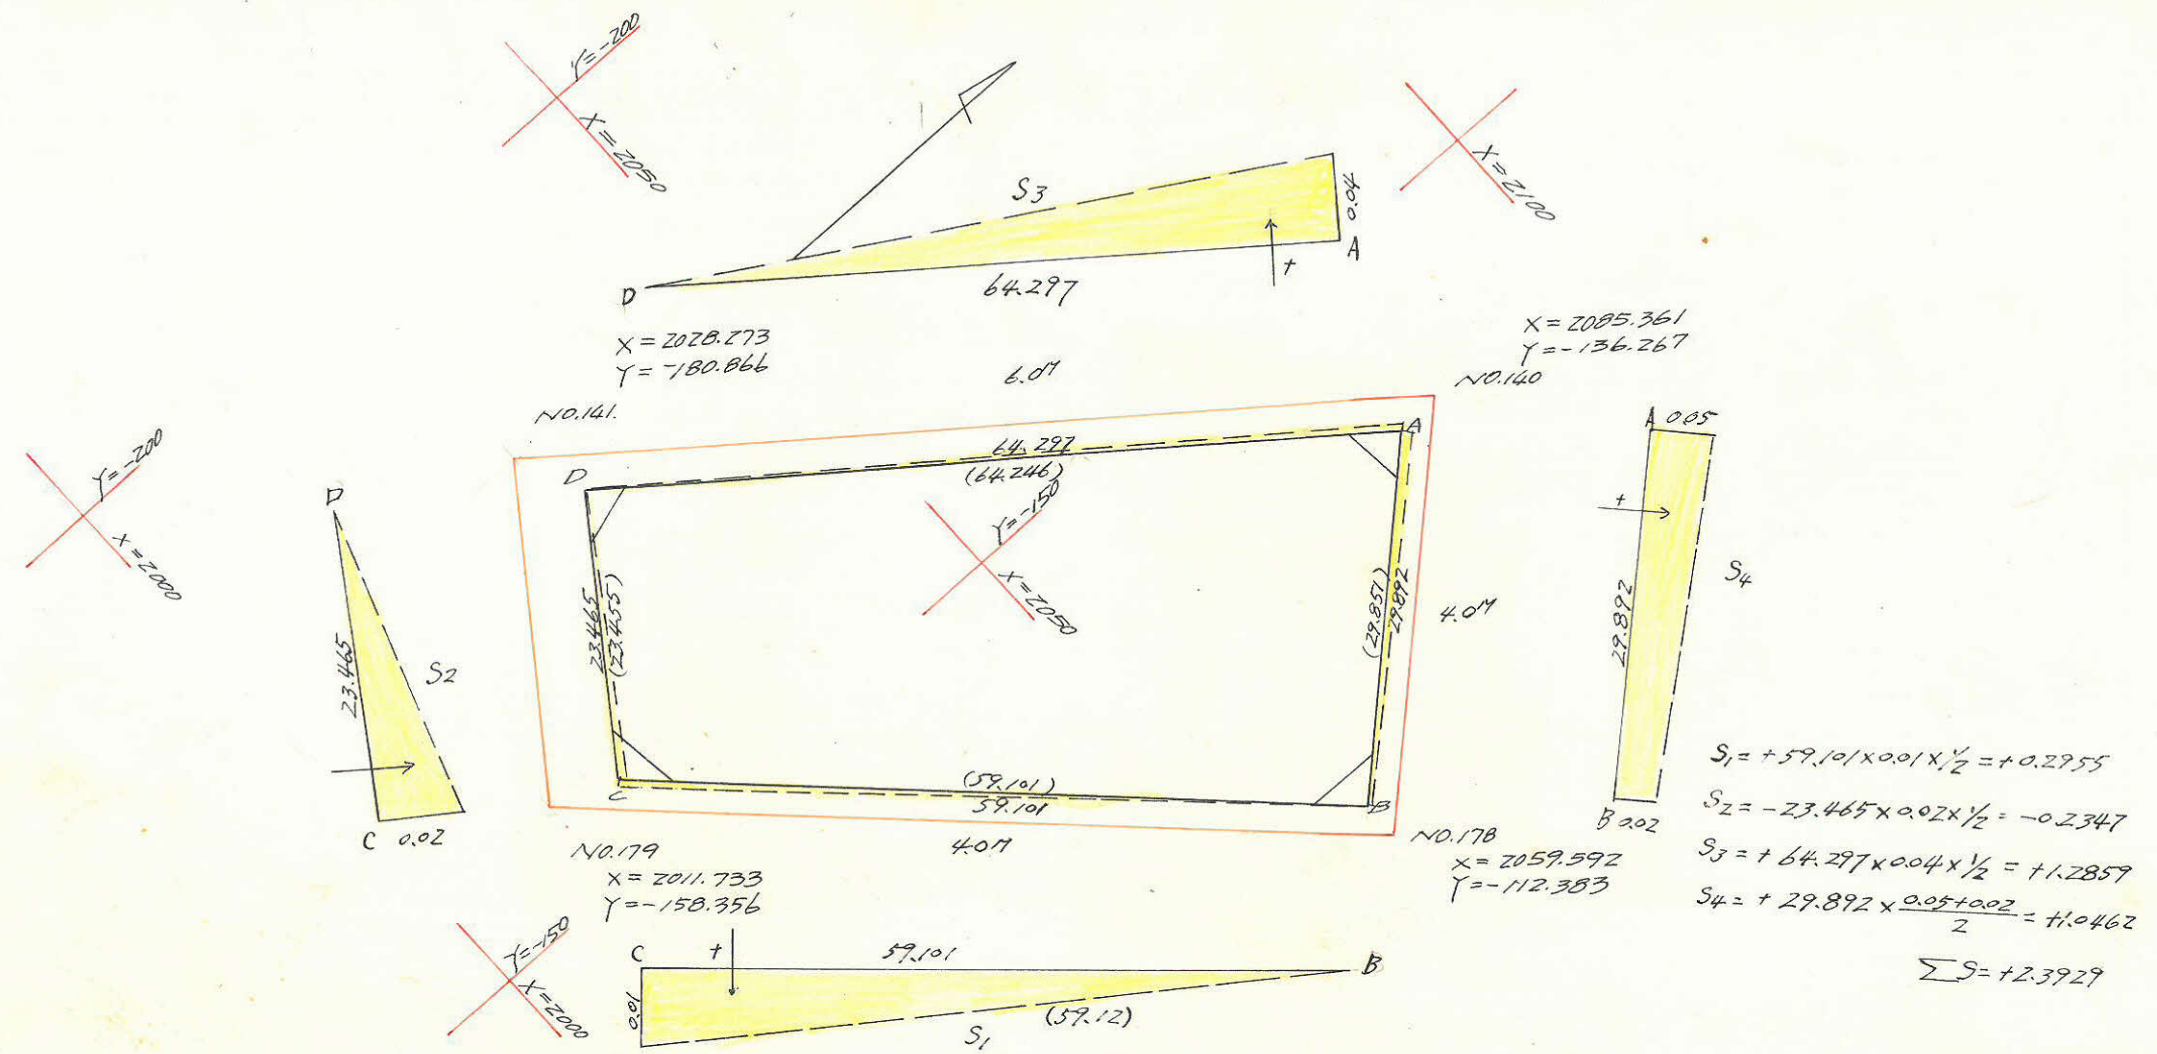 Y=-200
X=2050
X=2100
S3
0.04
A
D
64.297
+
X=2028.273
Y=-180.866
6.0M
X=2085.361
Y=-136.267
NO.141.
NO.140
Y=-200
X=2000
D
23.465
S2
C 0.02
D
64.297
(64.246)
A
Y=-150
X=2050
23.465
(23.455)
(29.851)
29.892
4.0M
C
(59.101)
59.101
B
A 0.05
+
29.892
S4
B 0.02
NO.179
X=2011.733
Y=-158.356
4.0M
NO.178
X=2059.592
Y=-112.383
S1=+59.101×0.01×1/2=+0.2955
S2=-23.465×0.02×1/2=-0.2347
S3=+64.297×0.04×1/2=+1.2859
S4=+29.892×(0.05+0.02)/2=+1.0462
ΣS=+2.3929
Y=-150
X=2000
C
+
59.101
B
0.01
(59.12)
S1